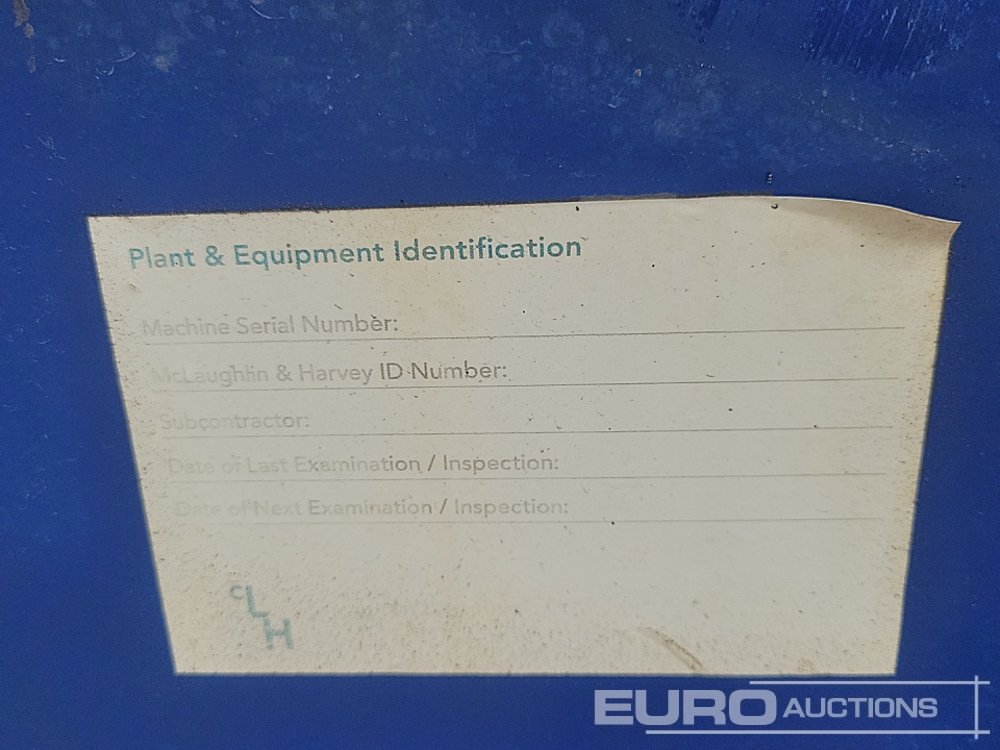 Plant & Equipment Identification
Machine Serial Number:
McLaughlin & Harvey ID Number:
Subcontractor:
Date of Last Examination / Inspection:
Date of Next Examination / Inspection:
cL
H
EURO AUCTIONS